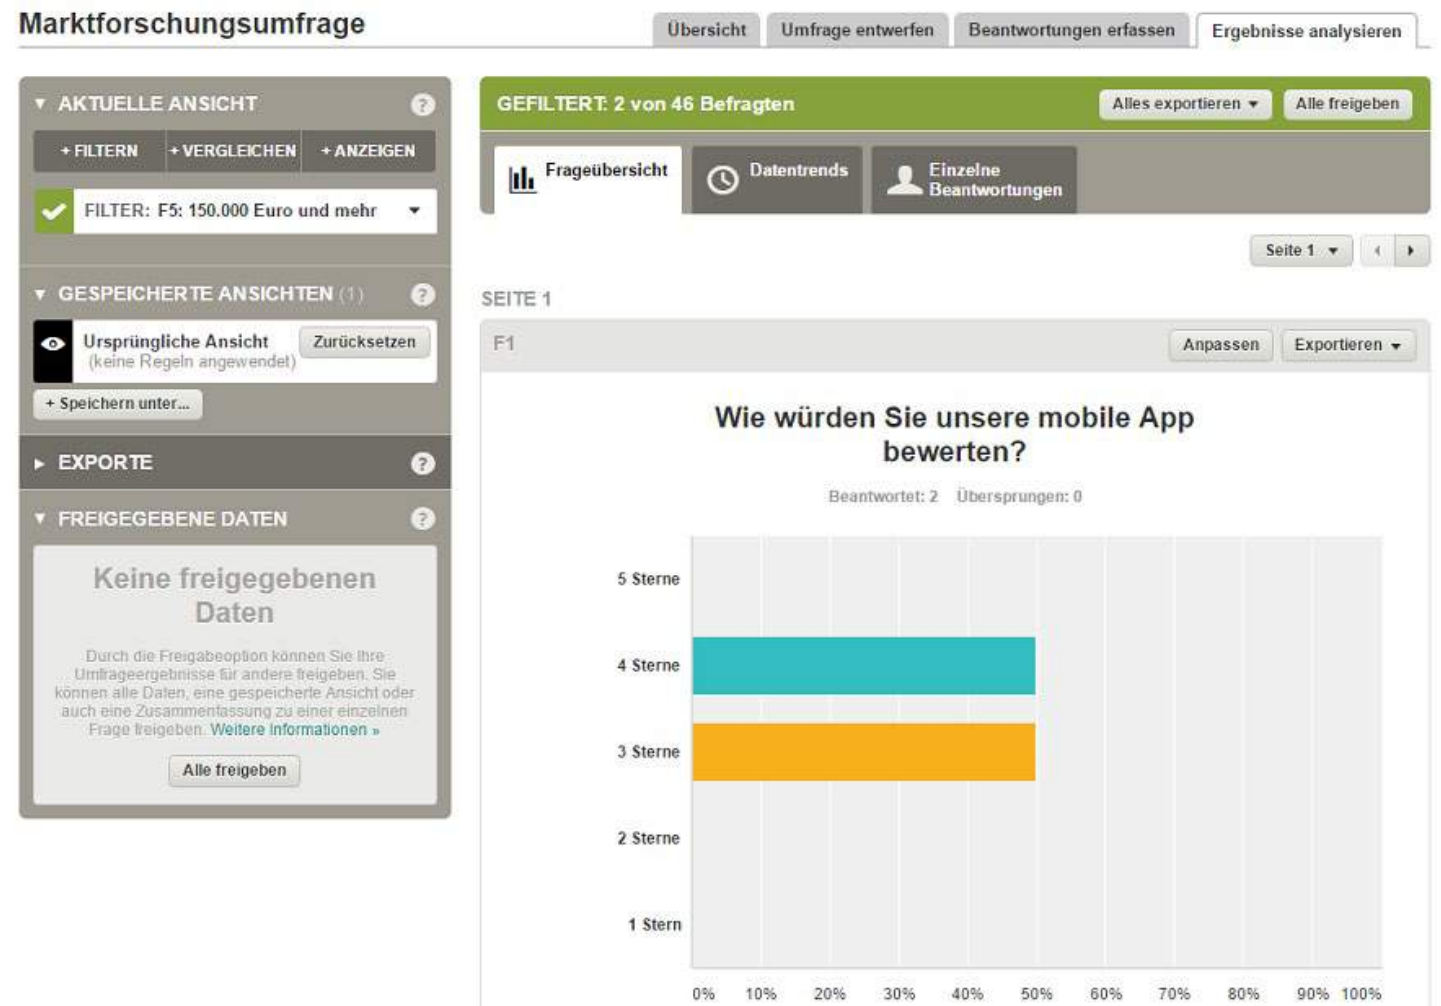 Marktforschungsumfrage
Übersicht
Umfrage entwerfen
Beantwortungen erfassen
Ergebnisse analysieren
AKTUELLE ANSICHT
?
+ FILTERN
+ VERGLEICHEN
+ ANZEIGEN
FILTER: F5: 150.000 Euro und mehr
GESPEICHERTE ANSICHTEN (1)
?
Ursprüngliche Ansicht
(keine Regeln angewendet)
Zurücksetzen
+ Speichern unter...
EXPORTE
?
FREIGEGEBENE DATEN
?
Keine freigegebenen
Daten
Durch die Freigabeoption können Sie Ihre
Umfrageergebnisse für andere freigeben. Sie
können alle Daten, eine gespeicherte Ansicht oder
auch eine Zusammenfassung zu einer einzelnen
Frage freigeben. Weitere Informationen »
Alle freigeben
GEFILTERT: 2 von 46 Befragten
Alles exportieren
Alle freigeben
Frageübersicht
Datentrends
Einzelne
Beantwortungen
Seite 1
SEITE 1
F1
Anpassen
Exportieren
Wie würden Sie unsere mobile App
bewerten?
Beantwortet: 2 Übersprungen: 0
5 Sterne
4 Sterne
3 Sterne
2 Sterne
1 Stern
0% 10% 20% 30% 40% 50% 60% 70% 80% 90% 100%